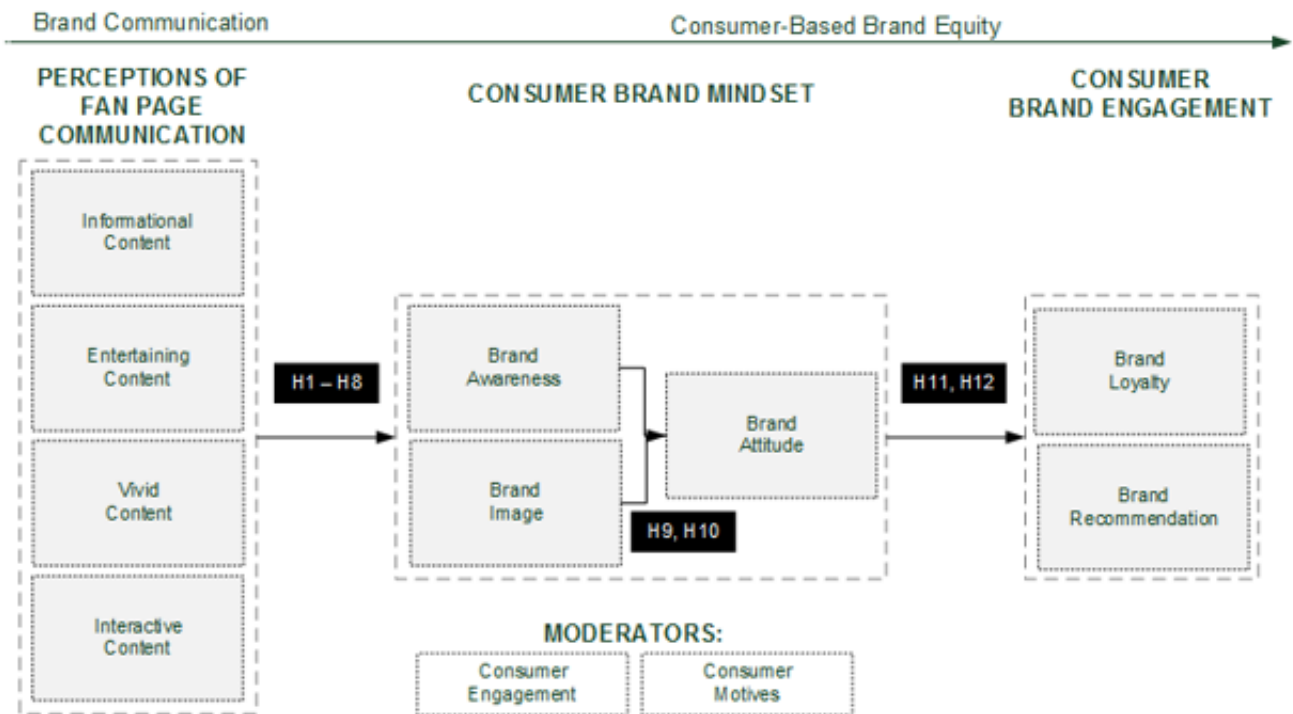 Brand Communication
Consumer-Based Brand Equity
PERCEPTIONS OF
FAN PAGE
COMMUNICATION
CONSUMER BRAND MINDSET
CONSUMER
BRAND ENGAGEMENT
Informational
Content
Entertaining
Content
Vivid
Content
Interactive
Content
H1 – H8
Brand
Awareness
Brand
Image
Brand
Attitude
H9, H10
H11, H12
Brand
Loyalty
Brand
Recommendation
MODERATORS:
Consumer
Engagement
Consumer
Motives